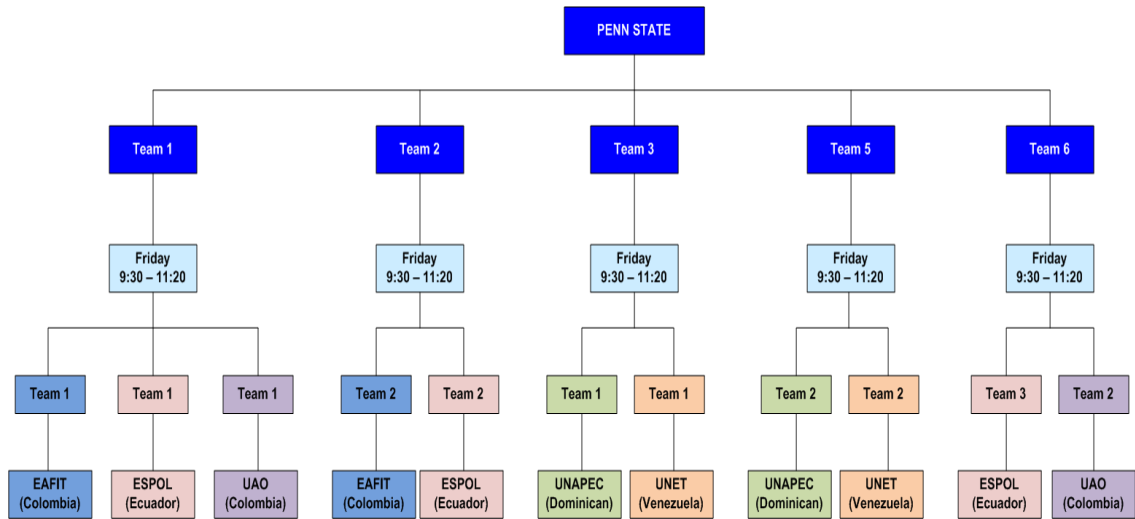 PENN STATE
Team 1
Team 2
Team 3
Team 5
Team 6
Friday
9:30 – 11:20
Friday
9:30 – 11:20
Friday
9:30 – 11:20
Friday
9:30 – 11:20
Friday
9:30 – 11:20
Team 1
Team 1
Team 1
Team 2
Team 2
Team 1
Team 1
Team 2
Team 2
Team 3
Team 2
EAFIT
(Colombia)
ESPOL
(Ecuador)
UAO
(Colombia)
EAFIT
(Colombia)
ESPOL
(Ecuador)
UNAPEC
(Dominican)
UNET
(Venezuela)
UNAPEC
(Dominican)
UNET
(Venezuela)
ESPOL
(Ecuador)
UAO
(Colombia)